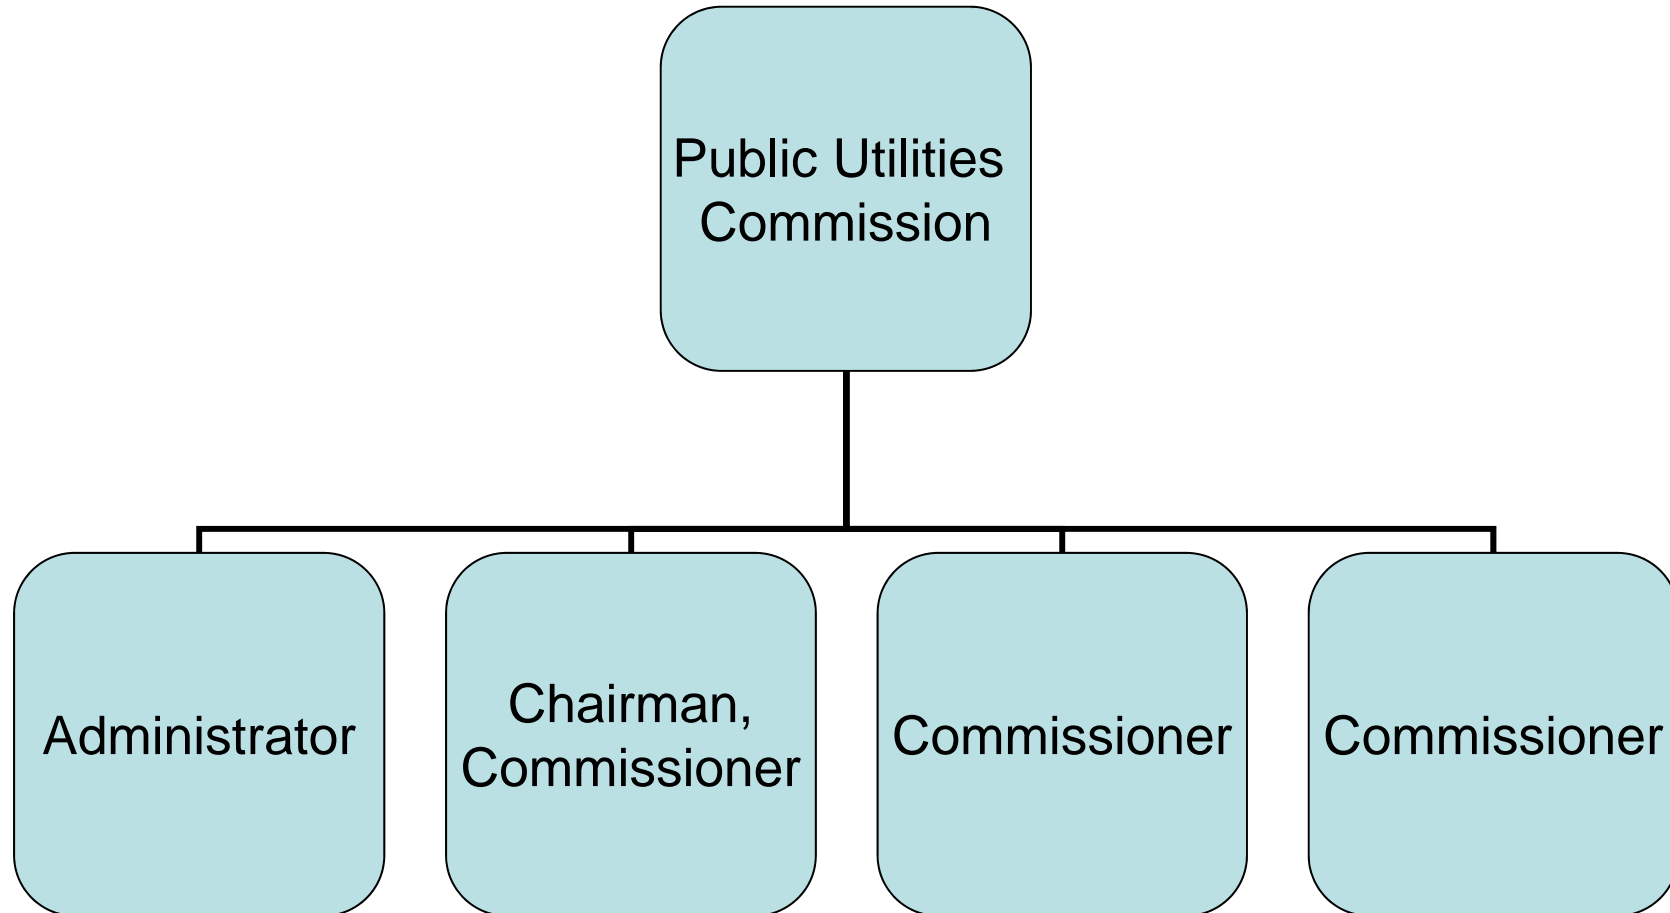 Public Utilities
Commission
Administrator
Chairman,
Commissioner
Commissioner
Commissioner